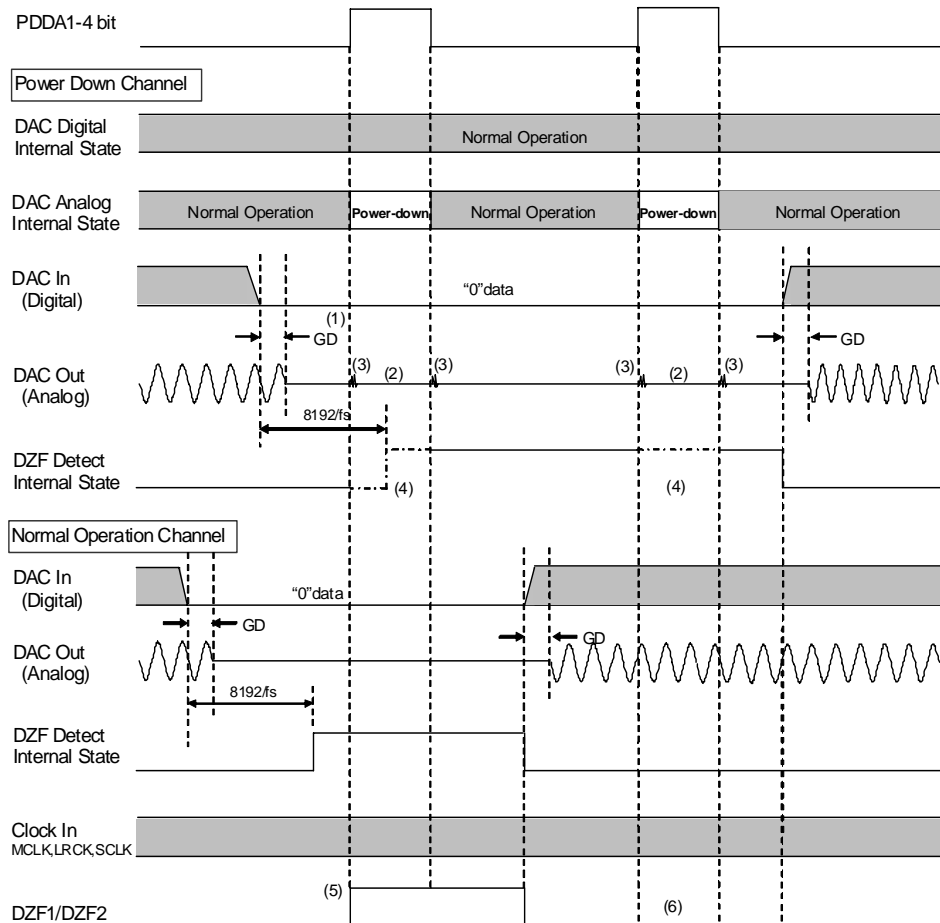 PDDA1-4 bit
Power Down Channel
DAC Digital
Internal State
Normal Operation
DAC Analog
Internal State
Normal Operation
Power-down
Normal Operation
Power-down
Normal Operation
DAC In
(Digital)
“0”data
(1)
GD
GD
DAC Out
(Analog)
(3)
(2)
(3)
(3)
(2)
(3)
8192/fs
DZF Detect
Internal State
(4)
(4)
Normal Operation Channel
DAC In
(Digital)
“0”data
GD
GD
DAC Out
(Analog)
8192/fs
DZF Detect
Internal State
Clock In
MCLK,LRCK,SCLK
(5)
(6)
DZF1/DZF2